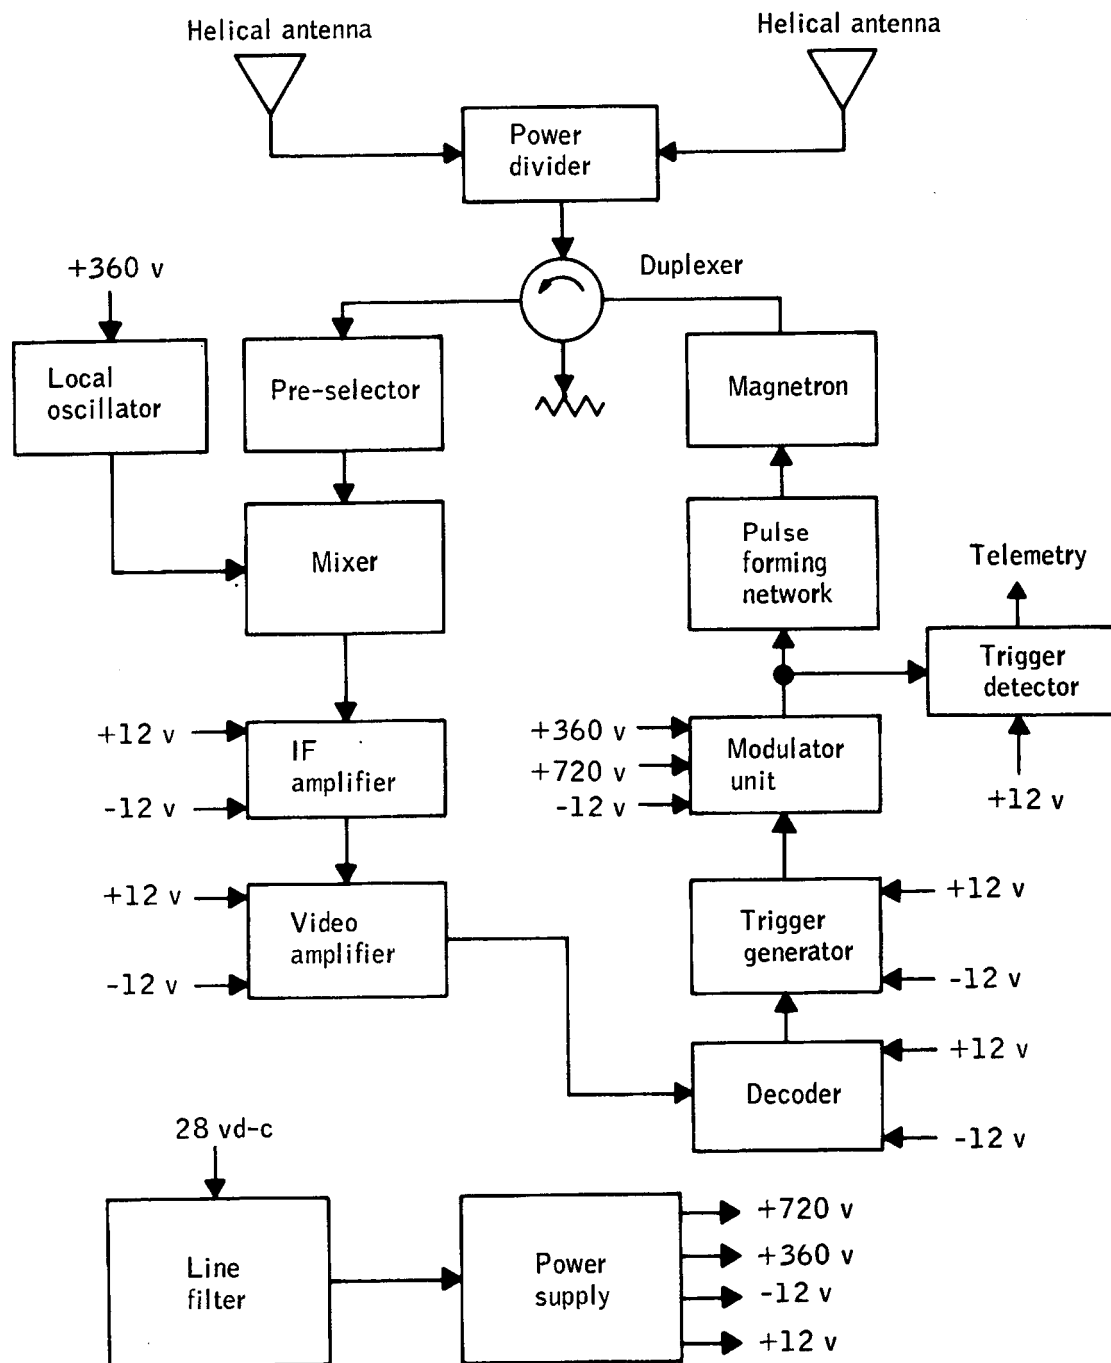 Helical antenna
Helical antenna
Power
divider
Duplexer
+360 v
Local
oscillator
Pre-selector
Magnetron
Mixer
Pulse
forming
network
Telemetry
Trigger
detector
+12 v
+12 v
-12 v
IF
amplifier
+360 v
+720 v
-12 v
Modulator
unit
+12 v
-12 v
Video
amplifier
Trigger
generator
+12 v
-12 v
Decoder
+12 v
-12 v
28 vd-c
Line
filter
Power
supply
+720 v
+360 v
-12 v
+12 v